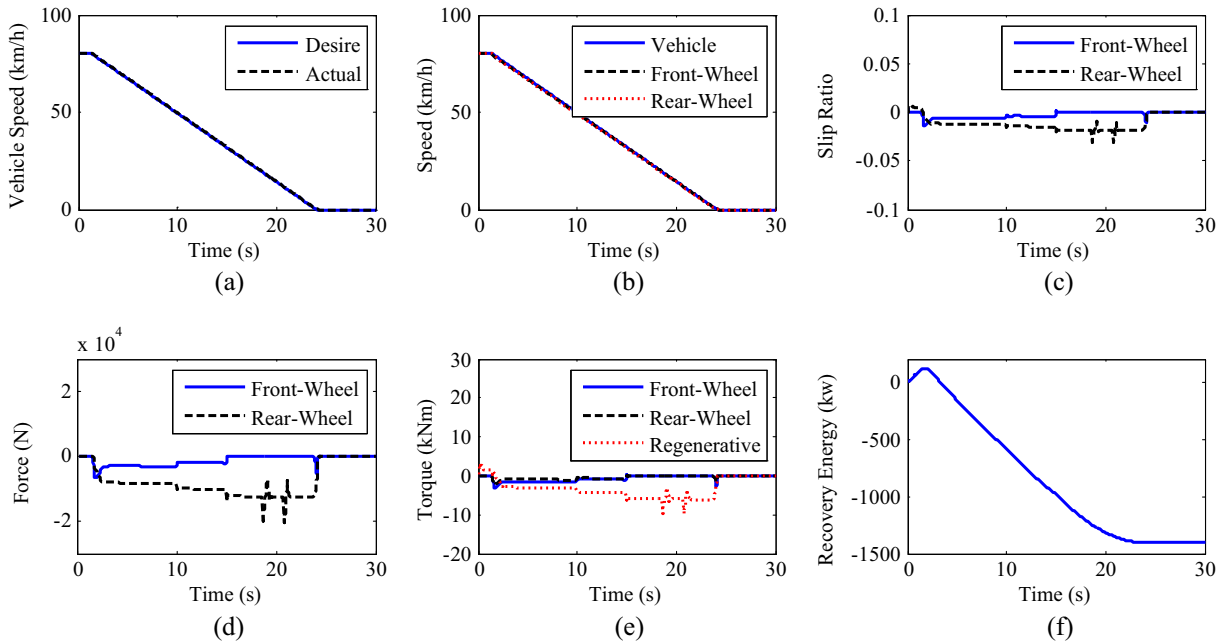 100
50
0
Vehicle Speed (km/h)
Desire
Actual
0 10 20 30
Time (s)
(a)
100
50
0
Speed (km/h)
Vehicle
Front-Wheel
Rear-Wheel
0 10 20 30
Time (s)
(b)
0.1
0.05
0
-0.05
-0.1
Slip Ratio
Front-Wheel
Rear-Wheel
0 10 20 30
Time (s)
(c)
x 10^4
2
0
-2
Force (N)
Front-Wheel
Rear-Wheel
0 10 20 30
Time (s)
(d)
30
20
10
0
-10
-20
Torque (kNm)
Front-Wheel
Rear-Wheel
Regenerative
0 10 20 30
Time (s)
(e)
0
-500
-1000
-1500
Recovery Energy (kw)
0 10 20 30
Time (s)
(f)